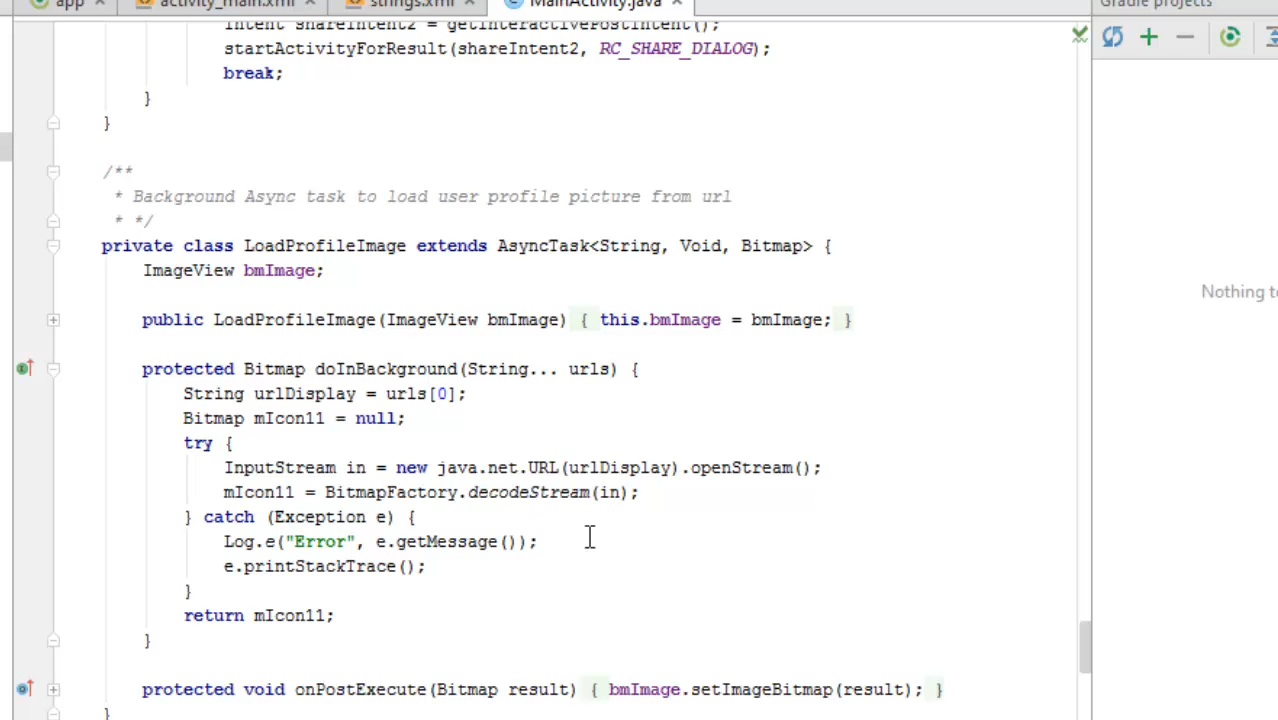 app activity_main.xml strings.xml MainActivity.java Gradle projects
Intent shareIntent2 = getInteractivePostIntent();
startActivityForResult(shareIntent2, RC_SHARE_DIALOG);
break;
}
}
/**
* Background Async task to load user profile picture from url
* */
private class LoadProfileImage extends AsyncTask<String, Void, Bitmap> {
ImageView bmImage;
public LoadProfileImage(ImageView bmImage) { this.bmImage = bmImage; }
Nothing
protected Bitmap doInBackground(String... urls) {
String urlDisplay = urls[0];
Bitmap mIcon11 = null;
try {
InputStream in = new java.net.URL(urlDisplay).openStream();
mIcon11 = BitmapFactory.decodeStream(in);
} catch (Exception e) {
Log.e("Error", e.getMessage());
e.printStackTrace();
}
return mIcon11;
}
protected void onPostExecute(Bitmap result) { bmImage.setImageBitmap(result); }
}